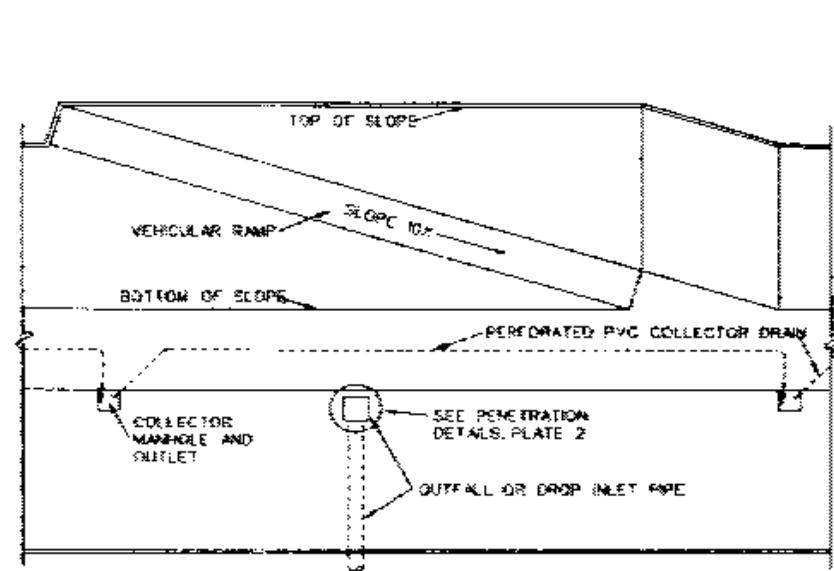 TOP OF SLOPE
SLOPE 10%
VEHICULAR RAMP
BOTTOM OF SLOPE
PERFORATED PVC COLLECTOR DRAIN
COLLECTOR
MANHOLE AND
OUTLET
SEE PENETRATION
DETAILS, PLATE 2
OUTFALL OR DROP INLET PIPE